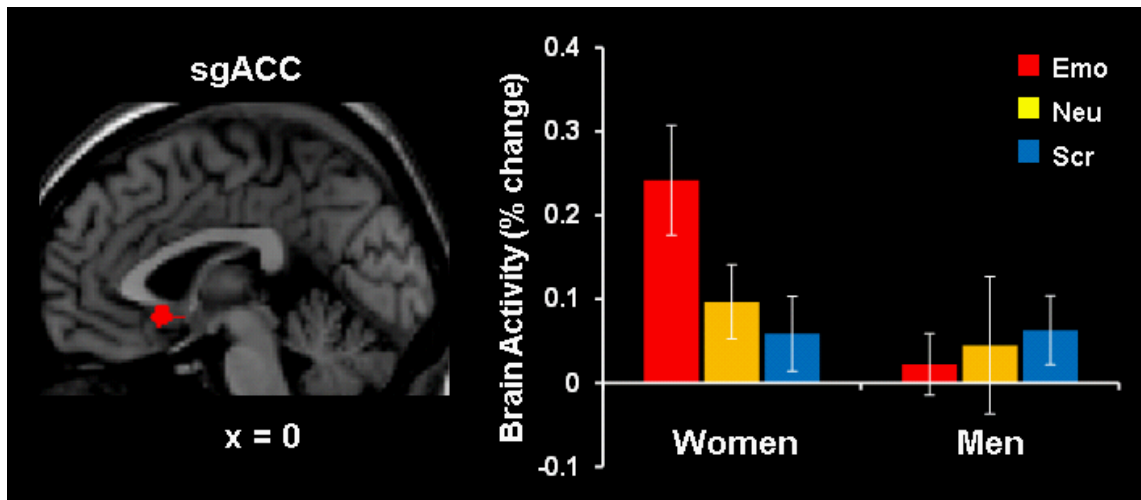 sgACC
x = 0
Brain Activity (% change)
0.4
0.3
0.2
0.1
0
-0.1
Women
Men
Emo
Neu
Scr